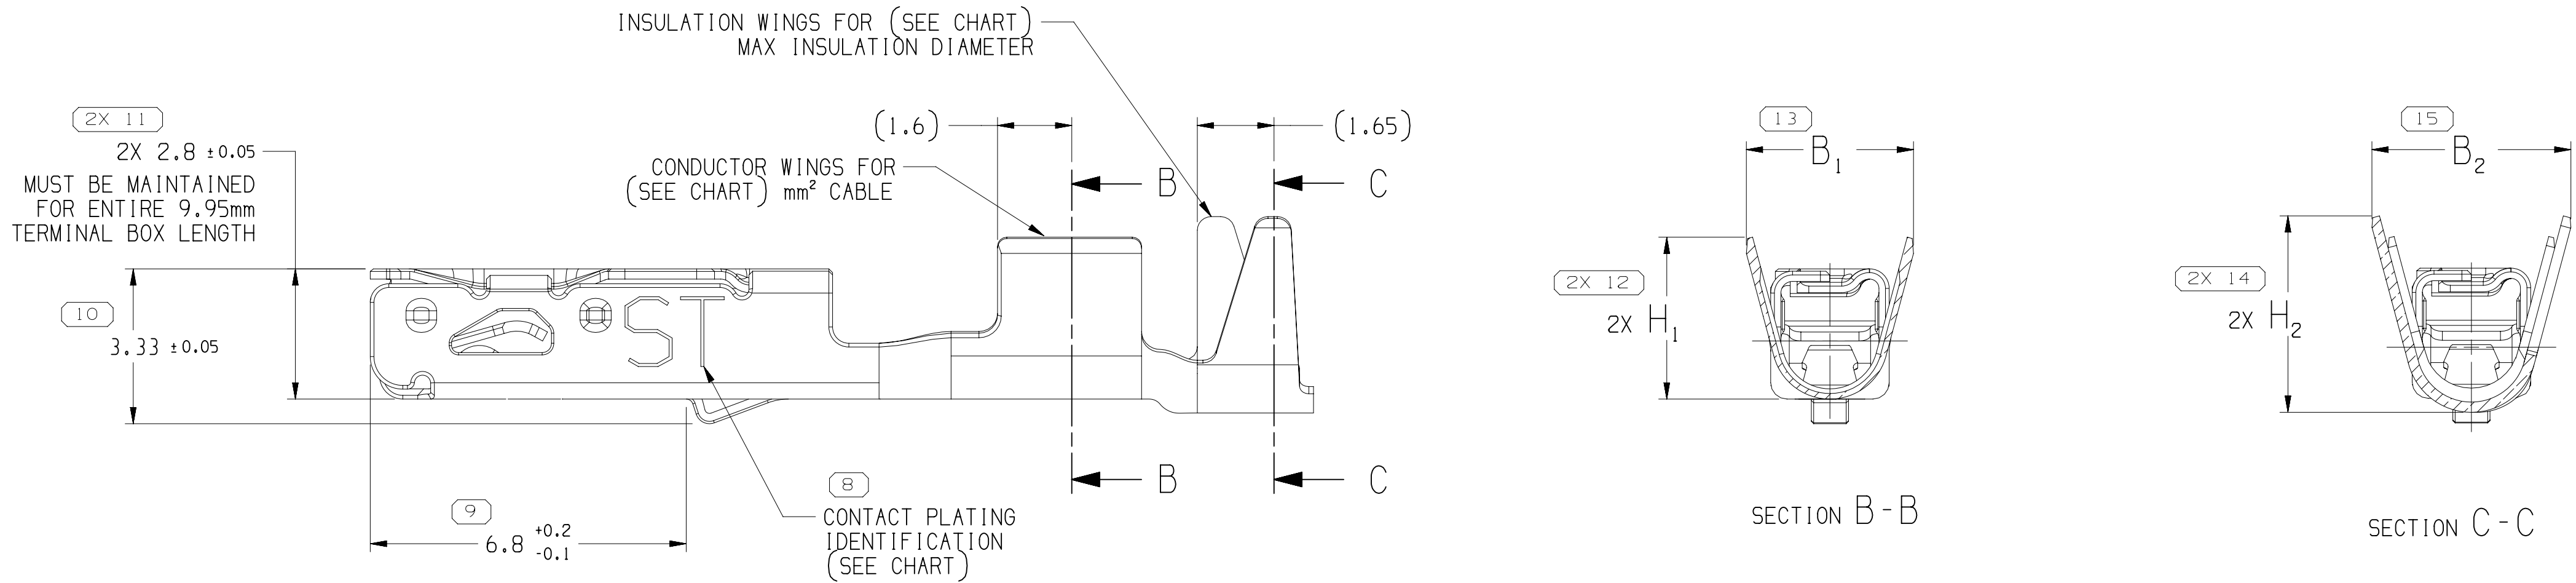 INSULATION WINGS FOR (SEE CHART)
MAX INSULATION DIAMETER
2X 11
2X 2.8 ±0.05
MUST BE MAINTAINED
FOR ENTIRE 9.95mm
TERMINAL BOX LENGTH
(1.6)
(1.65)
CONDUCTOR WINGS FOR
(SEE CHART) mm² CABLE
B
C
10
3.33 ±0.05
ST
B
C
9
6.8 +0.2 -0.1
8
CONTACT PLATING
IDENTIFICATION
(SEE CHART)
13
B₁
2X 12
2X H₁
SECTION B-B
15
B₂
2X 14
2X H₂
SECTION C-C